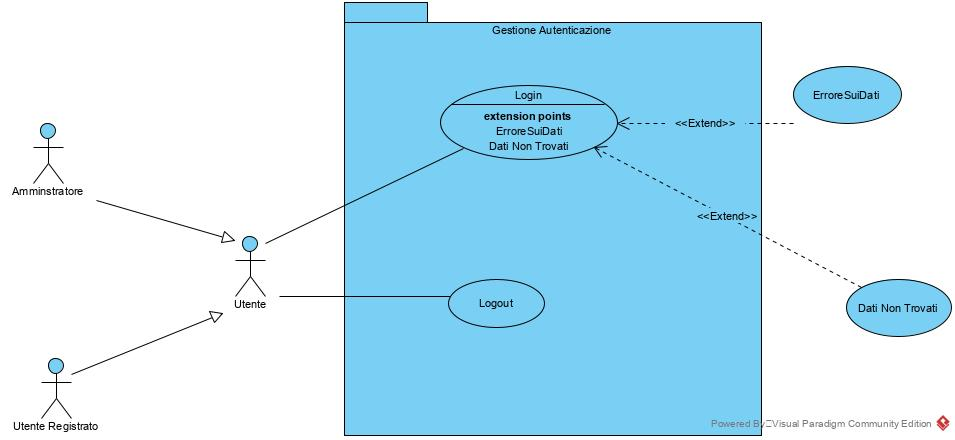 Gestione Autenticazione
Login
extension points
ErroreSuiDati
Dati Non Trovati
<<Extend>>
ErroreSuiDati
Amminstratore
<<Extend>>
Utente
Logout
Dati Non Trovati
Utente Registrato
Powered By Visual Paradigm Community Edition